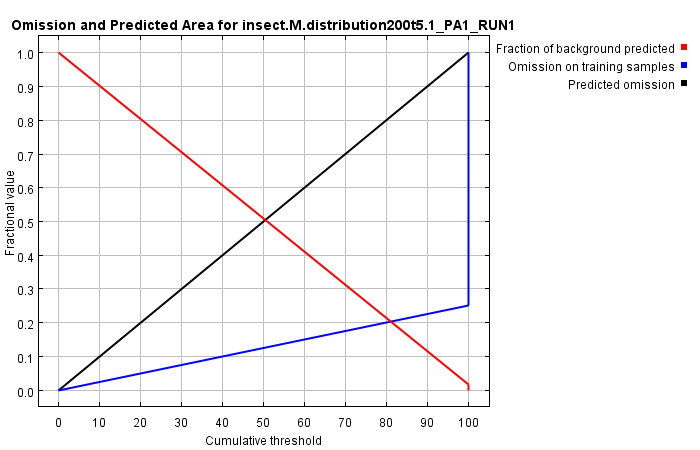 Omission and Predicted Area for insect.M.distribution200t5.1_PA1_RUN1
Fraction of background predicted
Omission on training samples
Predicted omission
1.0
0.9
0.8
0.7
0.6
0.5
0.4
0.3
0.2
0.1
0.0
Fractional value
0 10 20 30 40 50 60 70 80 90 100
Cumulative threshold